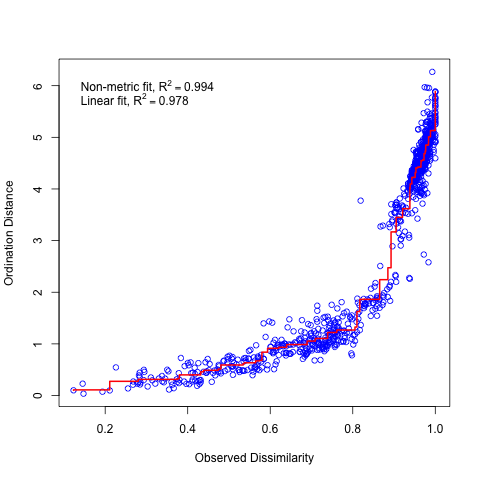 Non-metric fit, R² = 0.994
Linear fit, R² = 0.978
Ordination Distance
6
5
4
3
2
1
0
0.2 0.4 0.6 0.8 1.0
Observed Dissimilarity